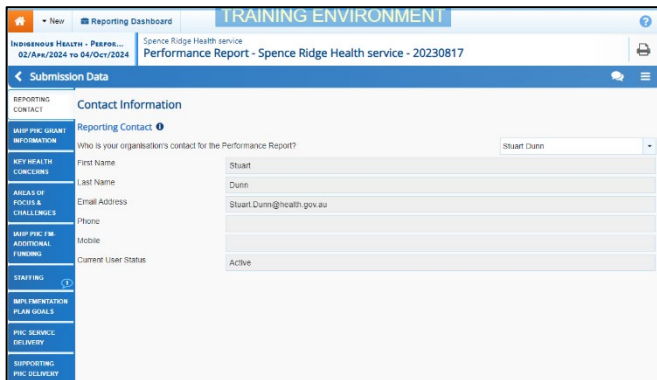 TRAINING ENVIRONMENT
New
Reporting Dashboard
INDIGENOUS HEALTH - PERFOR...
02/APR/2024 TO 04/OCT/2024
Spence Ridge Health service
Performance Report - Spence Ridge Health service - 20230817
Submission Data
REPORTING
CONTACT
IAHP PHC GRANT
INFORMATION
KEY HEALTH
CONCERNS
AREAS OF
FOCUS &
CHALLENGES
IAHP PHC FM-
ADDITIONAL
FUNDING
STAFFING
1
IMPLEMENTATION
PLAN GOALS
PHC SERVICE
DELIVERY
SUPPORTING
PHC DELIVERY
Contact Information
Reporting Contact
Who is your organisation's contact for the Performance Report?
Stuart Dunn
First Name
Stuart
Last Name
Dunn
Email Address
Stuart.Dunn@health.gov.au
Phone
Mobile
Current User Status
Active